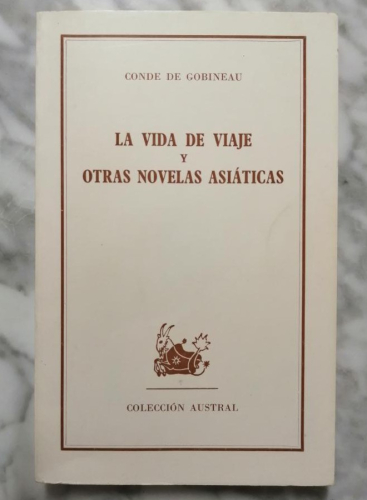 CONDE DE GOBINEAU
LA VIDA DE VIAJE
Y
OTRAS NOVELAS ASIÁTICAS
COLECCIÓN AUSTRAL